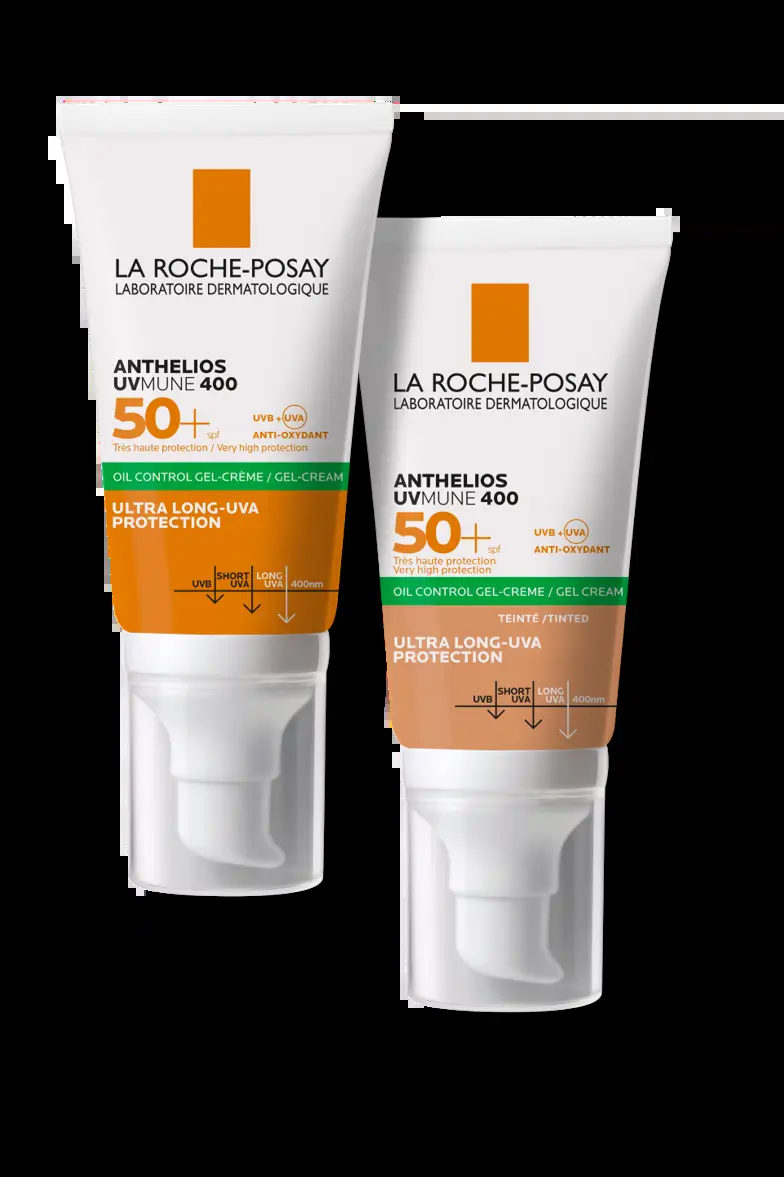 LA ROCHE-POSAY
LABORATOIRE DERMATOLOGIQUE
ANTHELIOS
UVMUNE 400
50+ spf
UVB + UVA
ANTI-OXYDANT
Très haute protection / Very high protection
OIL CONTROL GEL-CRÈME / GEL-CREAM
ULTRA LONG-UVA
PROTECTION
UVB SHORT UVA LONG UVA 400nm
LA ROCHE-POSAY
LABORATOIRE DERMATOLOGIQUE
ANTHELIOS
UVMUNE 400
50+ spf
UVB + UVA
ANTI-OXYDANT
Très haute protection
Very high protection
OIL CONTROL GEL-CREME / GEL CREAM
TEINTÉ /TINTED
ULTRA LONG-UVA
PROTECTION
UVB SHORT UVA LONG UVA 400nm